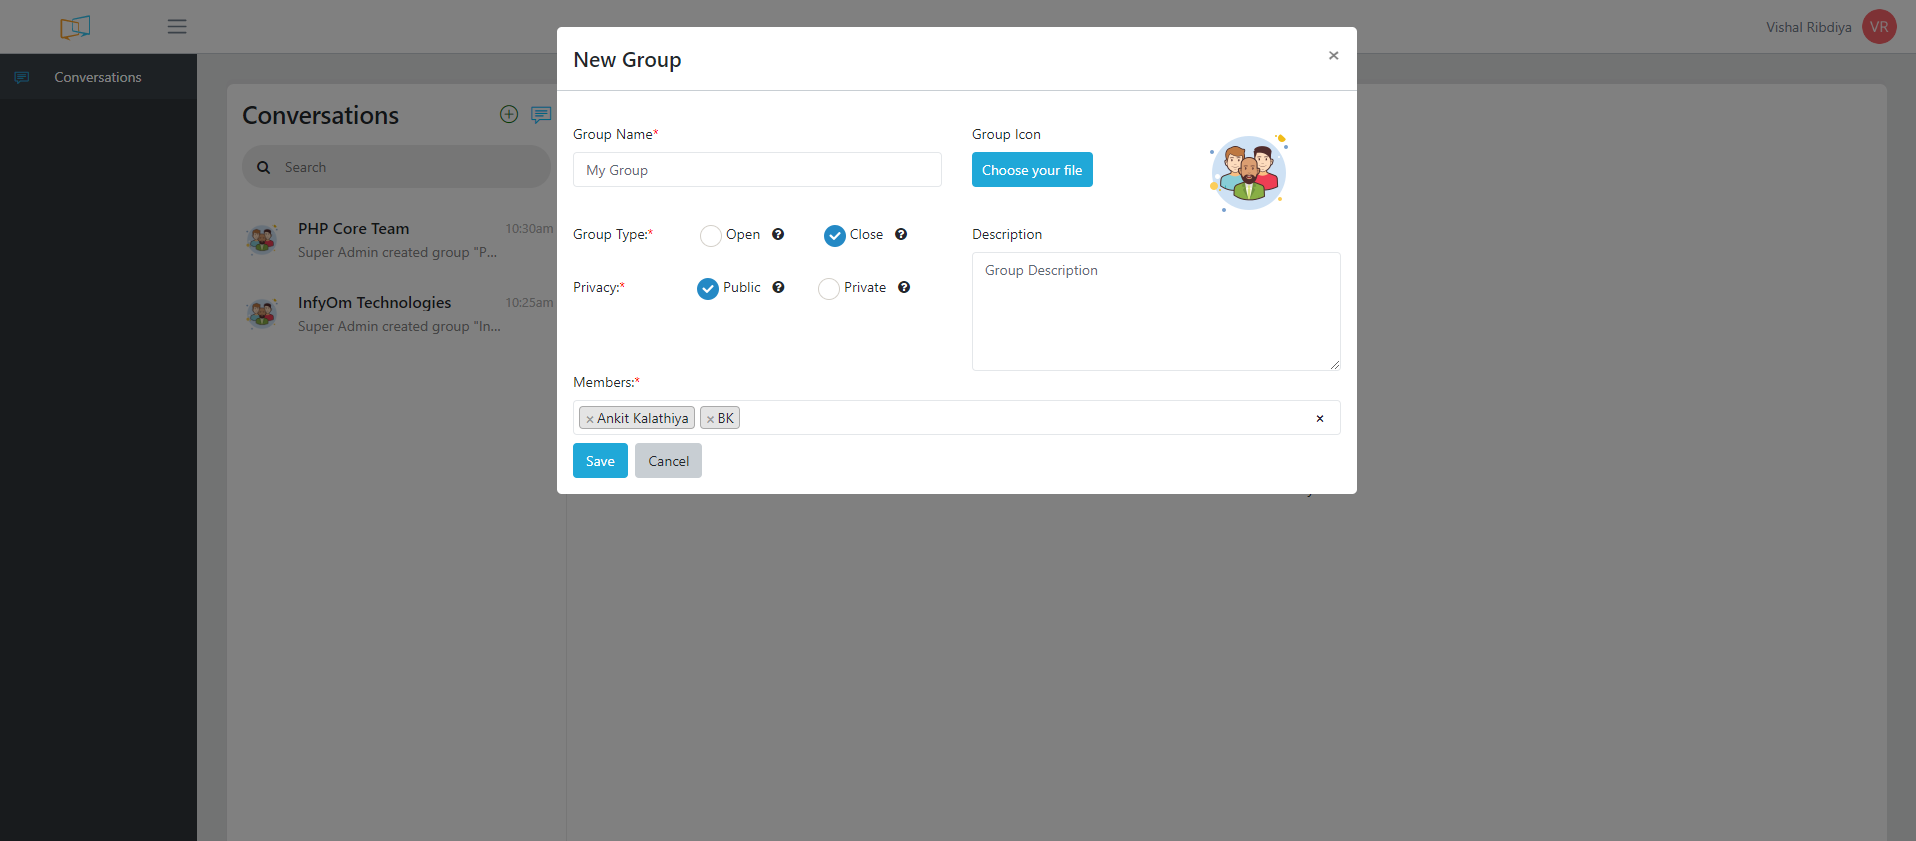 Vishal Ribdiya VR
Conversations
Conversations
Search
PHP Core Team 10:30am
Super Admin created group "P...
InfyOm Technologies 10:25am
Super Admin created group "In...
New Group ×
Group Name*
My Group
Group Icon
Choose your file
Group Type:* Open Close
Privacy:* Public Private
Description
Group Description
Members:*
× Ankit Kalathiya × BK ×
Save Cancel